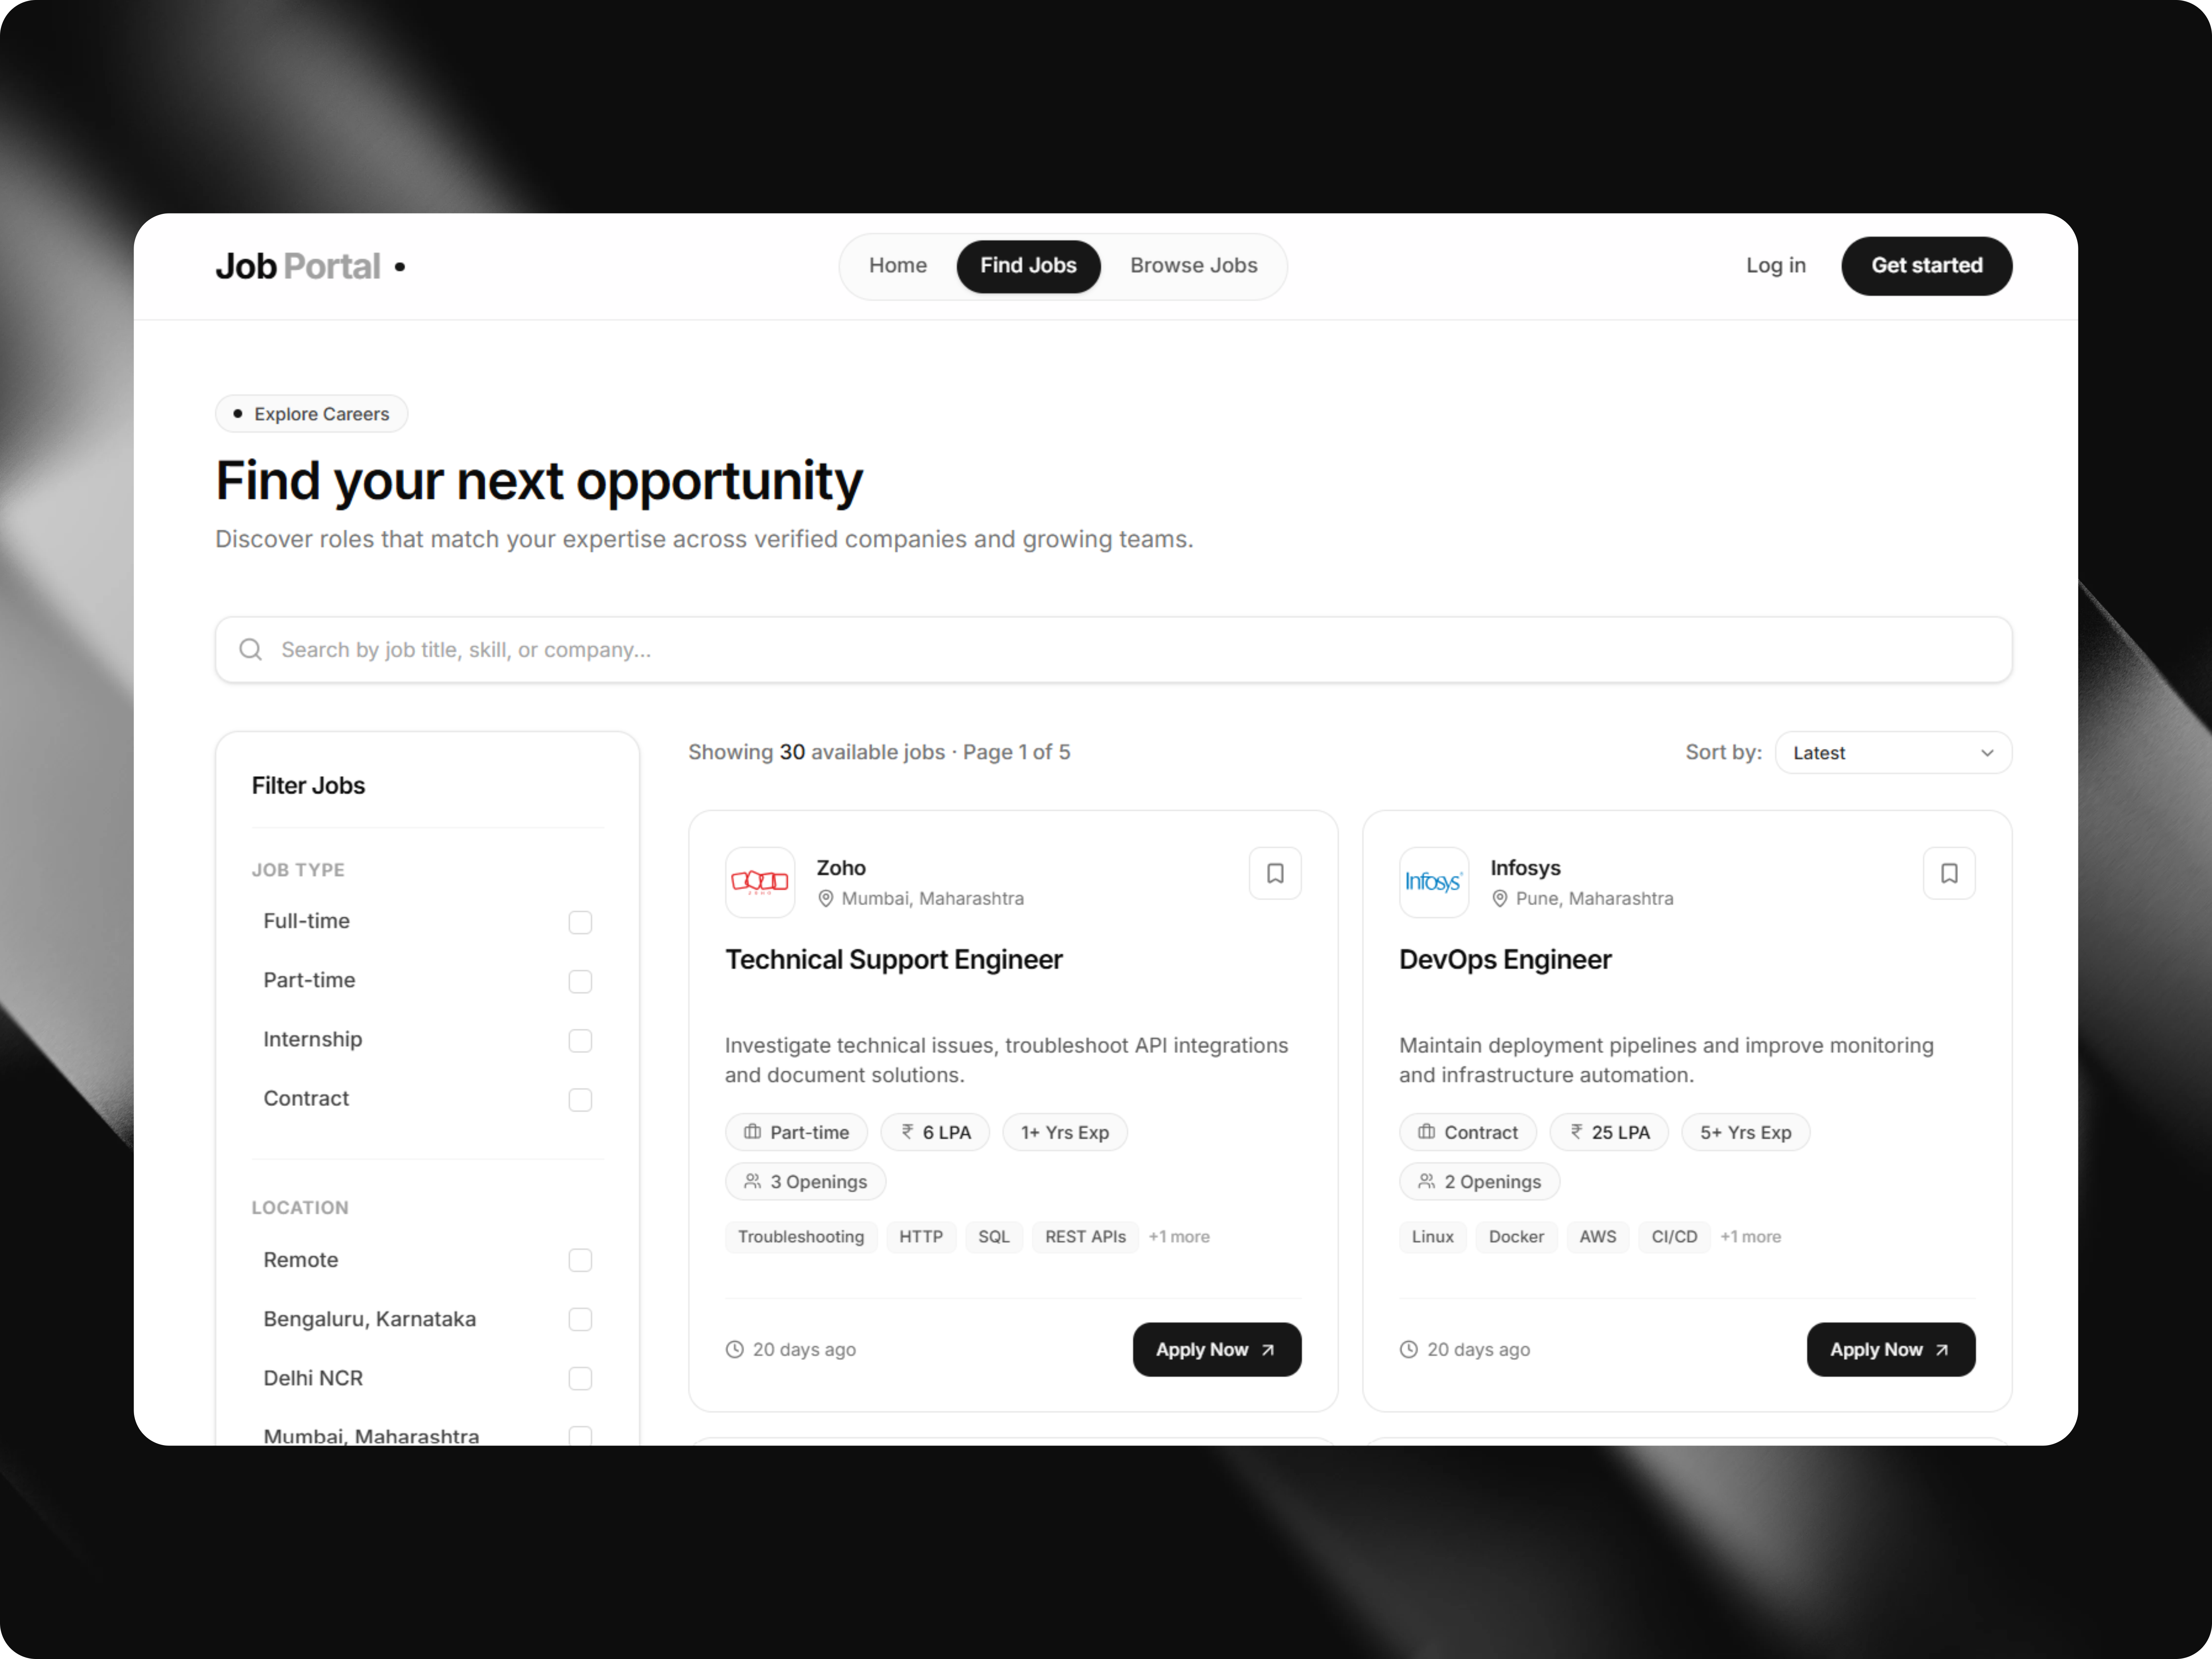 Job Portal
Home
Find Jobs
Browse Jobs
Log in
Get started
Explore Careers
Find your next opportunity
Discover roles that match your expertise across verified companies and growing teams.
Search by job title, skill, or company...
Filter Jobs
JOB TYPE
Full-time
Part-time
Internship
Contract
LOCATION
Remote
Bengaluru, Karnataka
Delhi NCR
Mumbai, Maharashtra
Showing 30 available jobs · Page 1 of 5
Sort by:
Latest
Zoho
Mumbai, Maharashtra
Technical Support Engineer
Investigate technical issues, troubleshoot API integrations
and document solutions.
Part-time
₹ 6 LPA
1+ Yrs Exp
3 Openings
Troubleshooting
HTTP
SQL
REST APIs
+1 more
20 days ago
Apply Now
Infosys
Infosys
Pune, Maharashtra
DevOps Engineer
Maintain deployment pipelines and improve monitoring
and infrastructure automation.
Contract
₹ 25 LPA
5+ Yrs Exp
2 Openings
Linux
Docker
AWS
CI/CD
+1 more
20 days ago
Apply Now